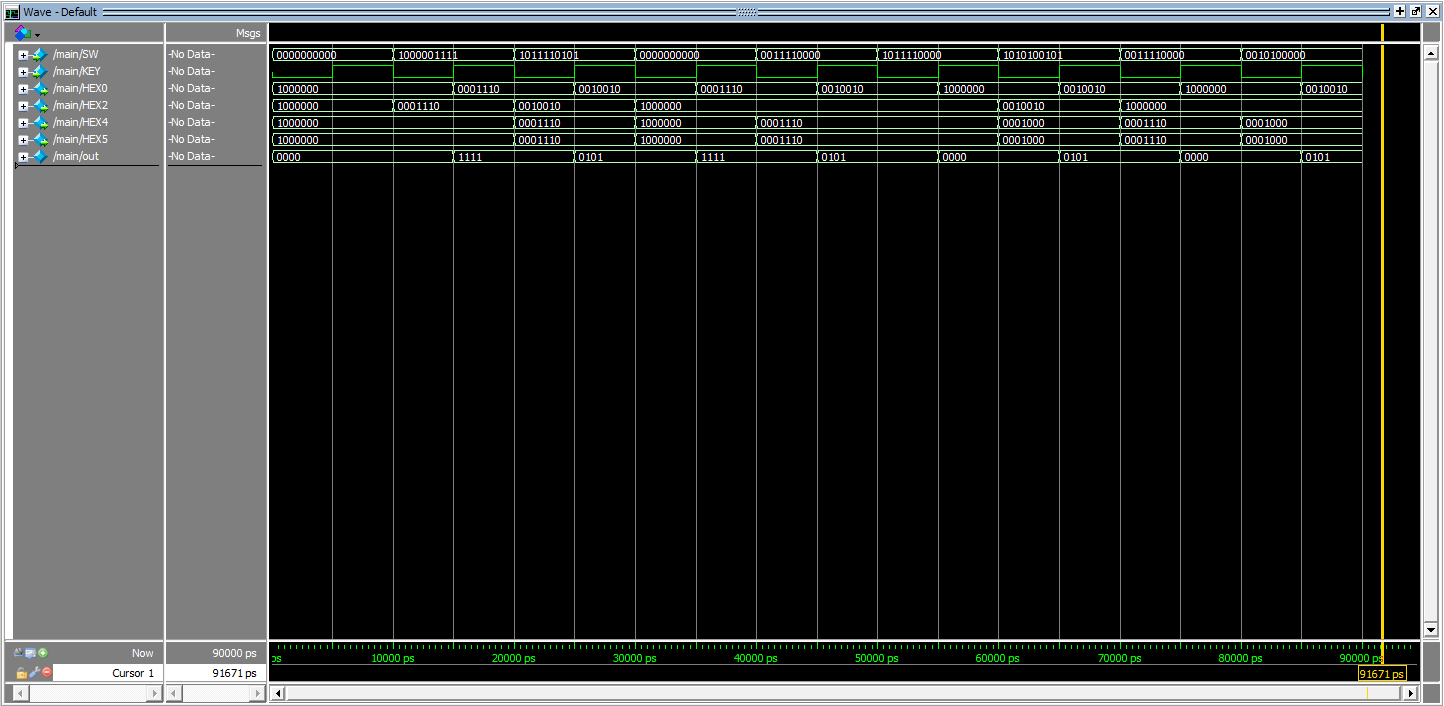 Wave - Default
Msgs
/main/SW -No Data- 0000000000 1000001111 1011110101 0000000000 0011110000 1011110000 1010100101 0011110000 0010100000
/main/KEY -No Data-
/main/HEX0 -No Data- 1000000 0001110 0010010 0001110 0010010 1000000 0010010 1000000 0010010
/main/HEX2 -No Data- 1000000 0001110 0010010 1000000 0010010 1000000
/main/HEX4 -No Data- 1000000 0001110 1000000 0001110 0001000 0001110 0001000
/main/HEX5 -No Data- 1000000 0001110 1000000 0001110 0001000 0001110 0001000
/main/out -No Data- 0000 1111 0101 1111 0101 0000 0101 0000 0101
Now 90000 ps ps 10000 ps 20000 ps 30000 ps 40000 ps 50000 ps 60000 ps 70000 ps 80000 ps 90000 ps
Cursor 1 91671 ps 91671 ps